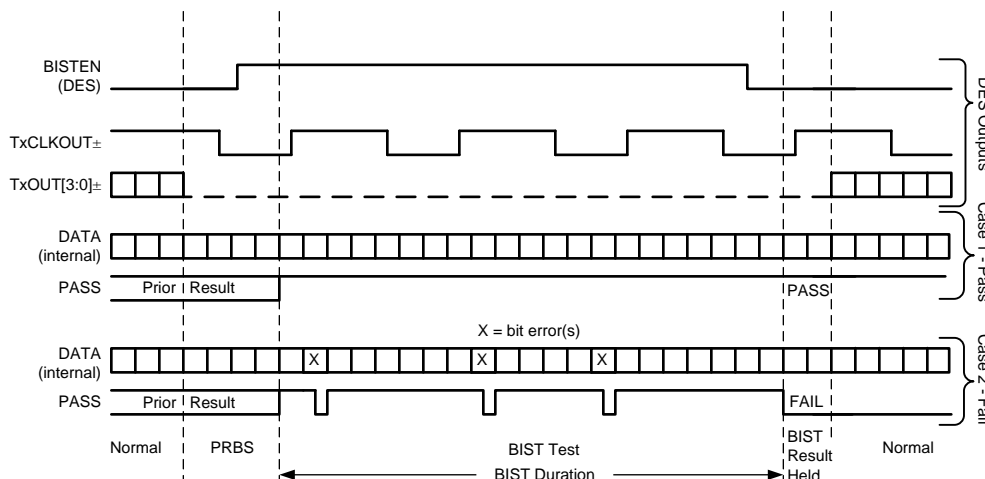 BISTEN
(DES)
TxCLKOUT±
TxOUT[3:0]±
DES Outputs
DATA
(internal)
PASS
Prior Result
PASS
Case 1 - Pass
X = bit error(s)
DATA
(internal)
X
X
X
PASS
Prior Result
FAIL
Case 2 - Fail
Normal
PRBS
BIST Test
BIST Duration
BIST
Result
Held
Normal